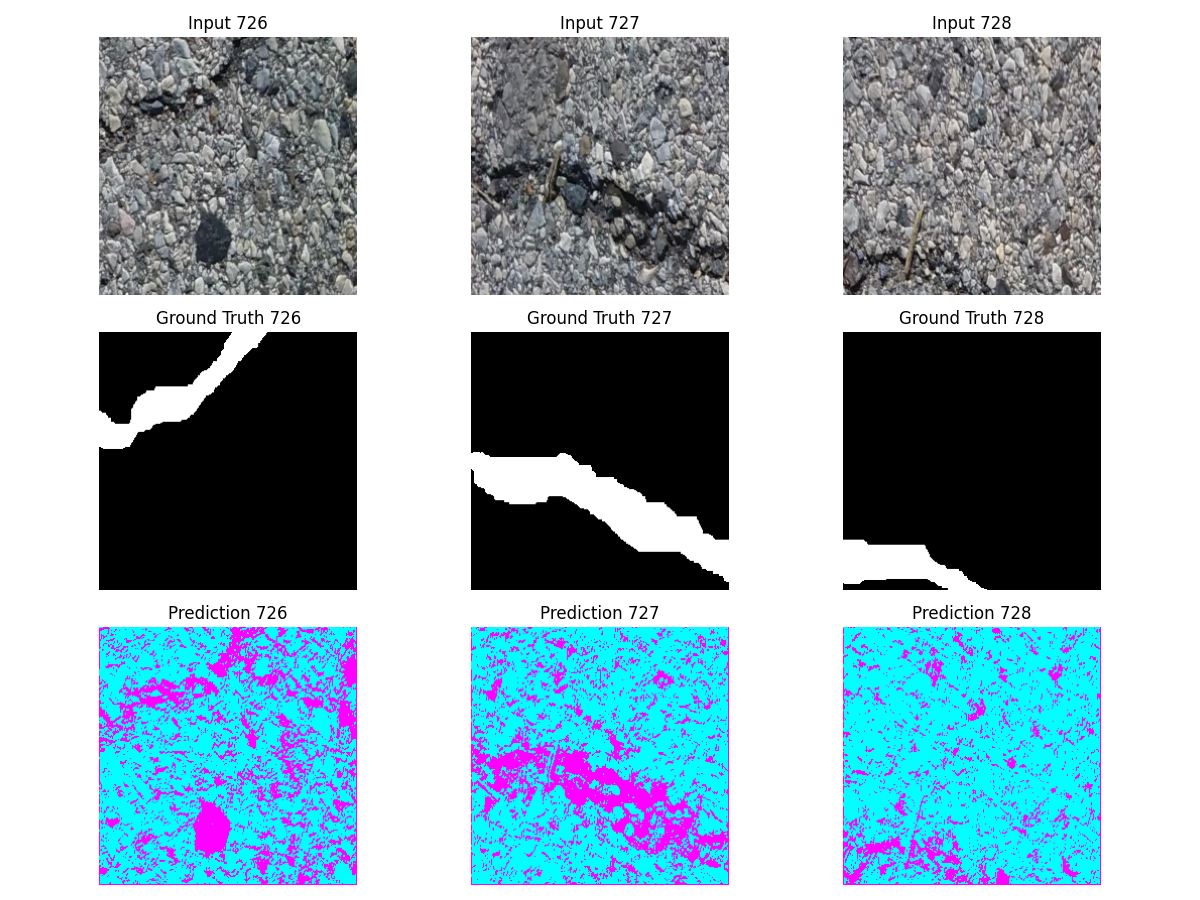 Input 726
Input 727
Input 728
Ground Truth 726
Ground Truth 727
Ground Truth 728
Prediction 726
Prediction 727
Prediction 728